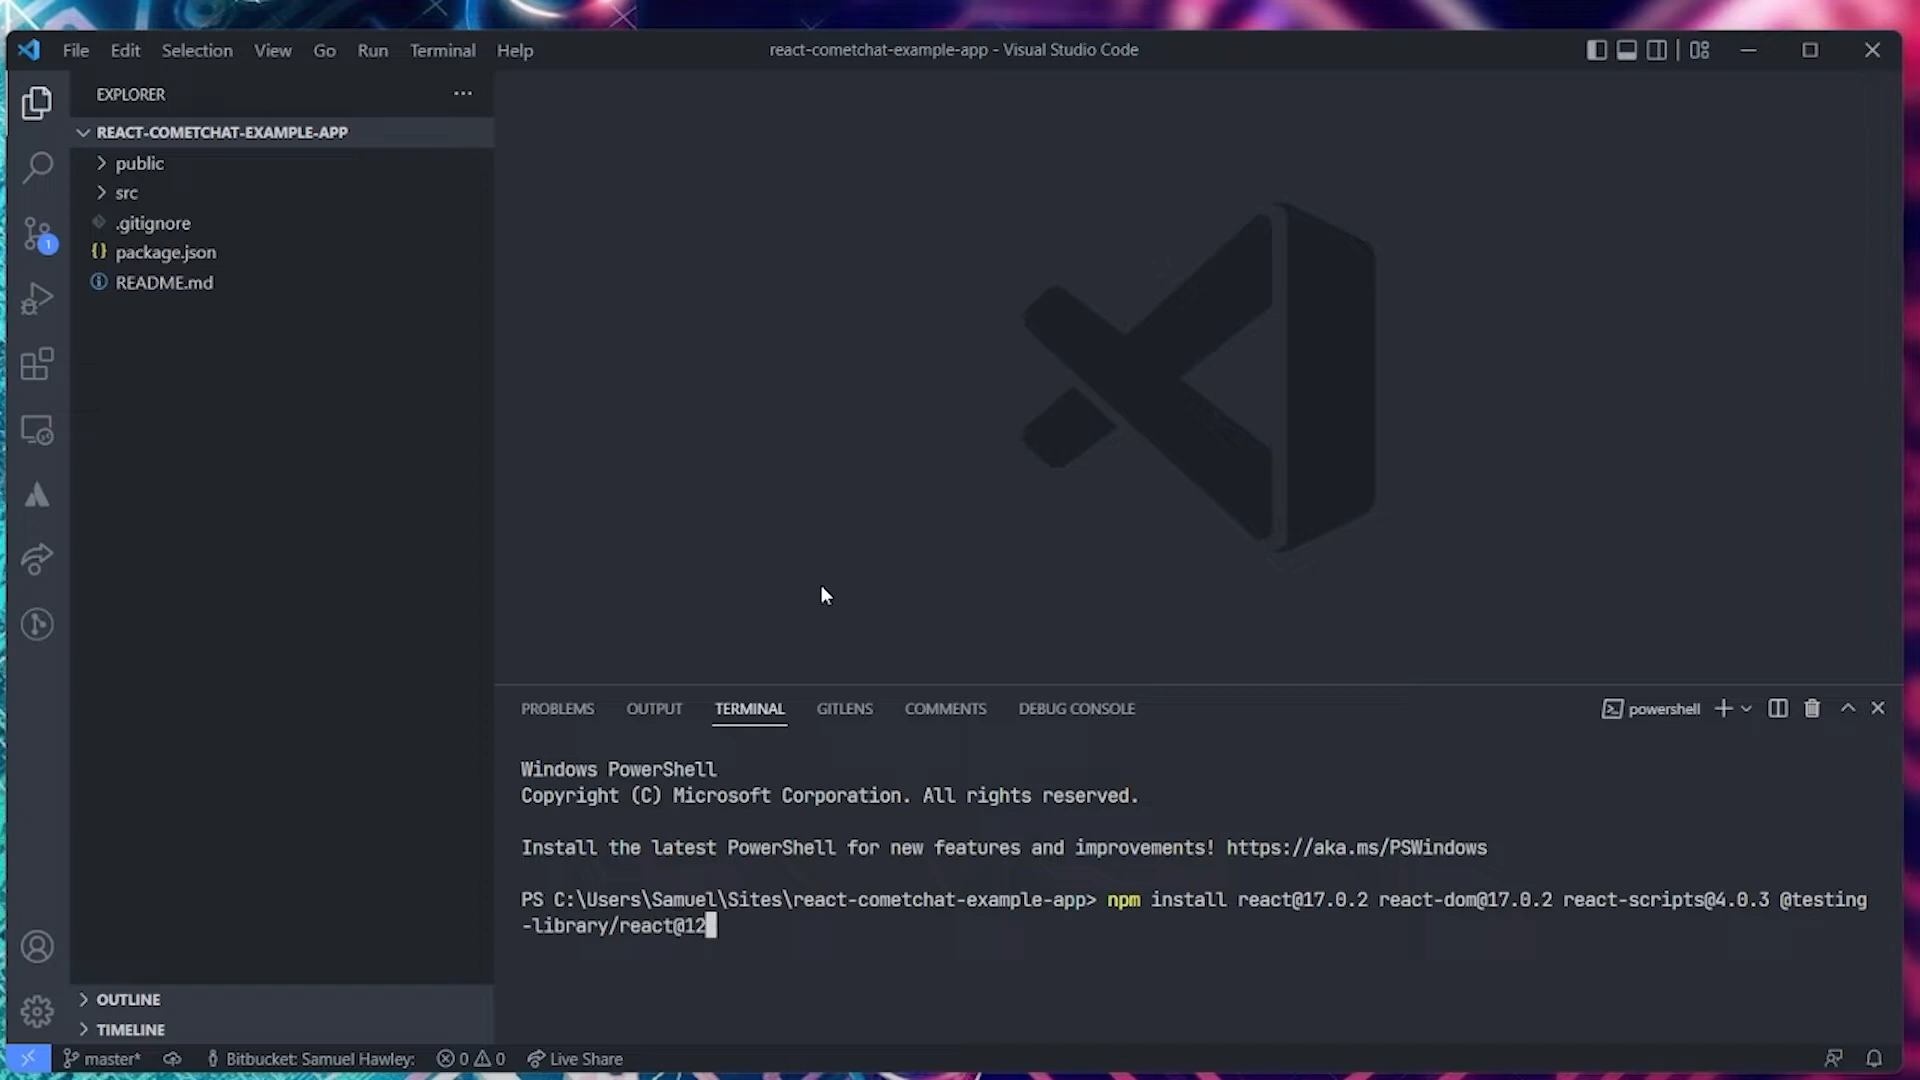 File Edit Selection View Go Run Terminal Help
react-cometchat-example-app - Visual Studio Code
EXPLORER
REACT-COMETCHAT-EXAMPLE-APP
public
src
.gitignore
package.json
README.md
1
PROBLEMS OUTPUT TERMINAL GITLENS COMMENTS DEBUG CONSOLE
powershell
Windows PowerShell
Copyright (C) Microsoft Corporation. All rights reserved.
Install the latest PowerShell for new features and improvements! https://aka.ms/PSWindows
PS C:\Users\Samuel\Sites\react-cometchat-example-app> npm install react@17.0.2 react-dom@17.0.2 react-scripts@4.0.3 @testing
-library/react@12
OUTLINE
TIMELINE
master* Bitbucket: Samuel Hawley: 0 0 Live Share